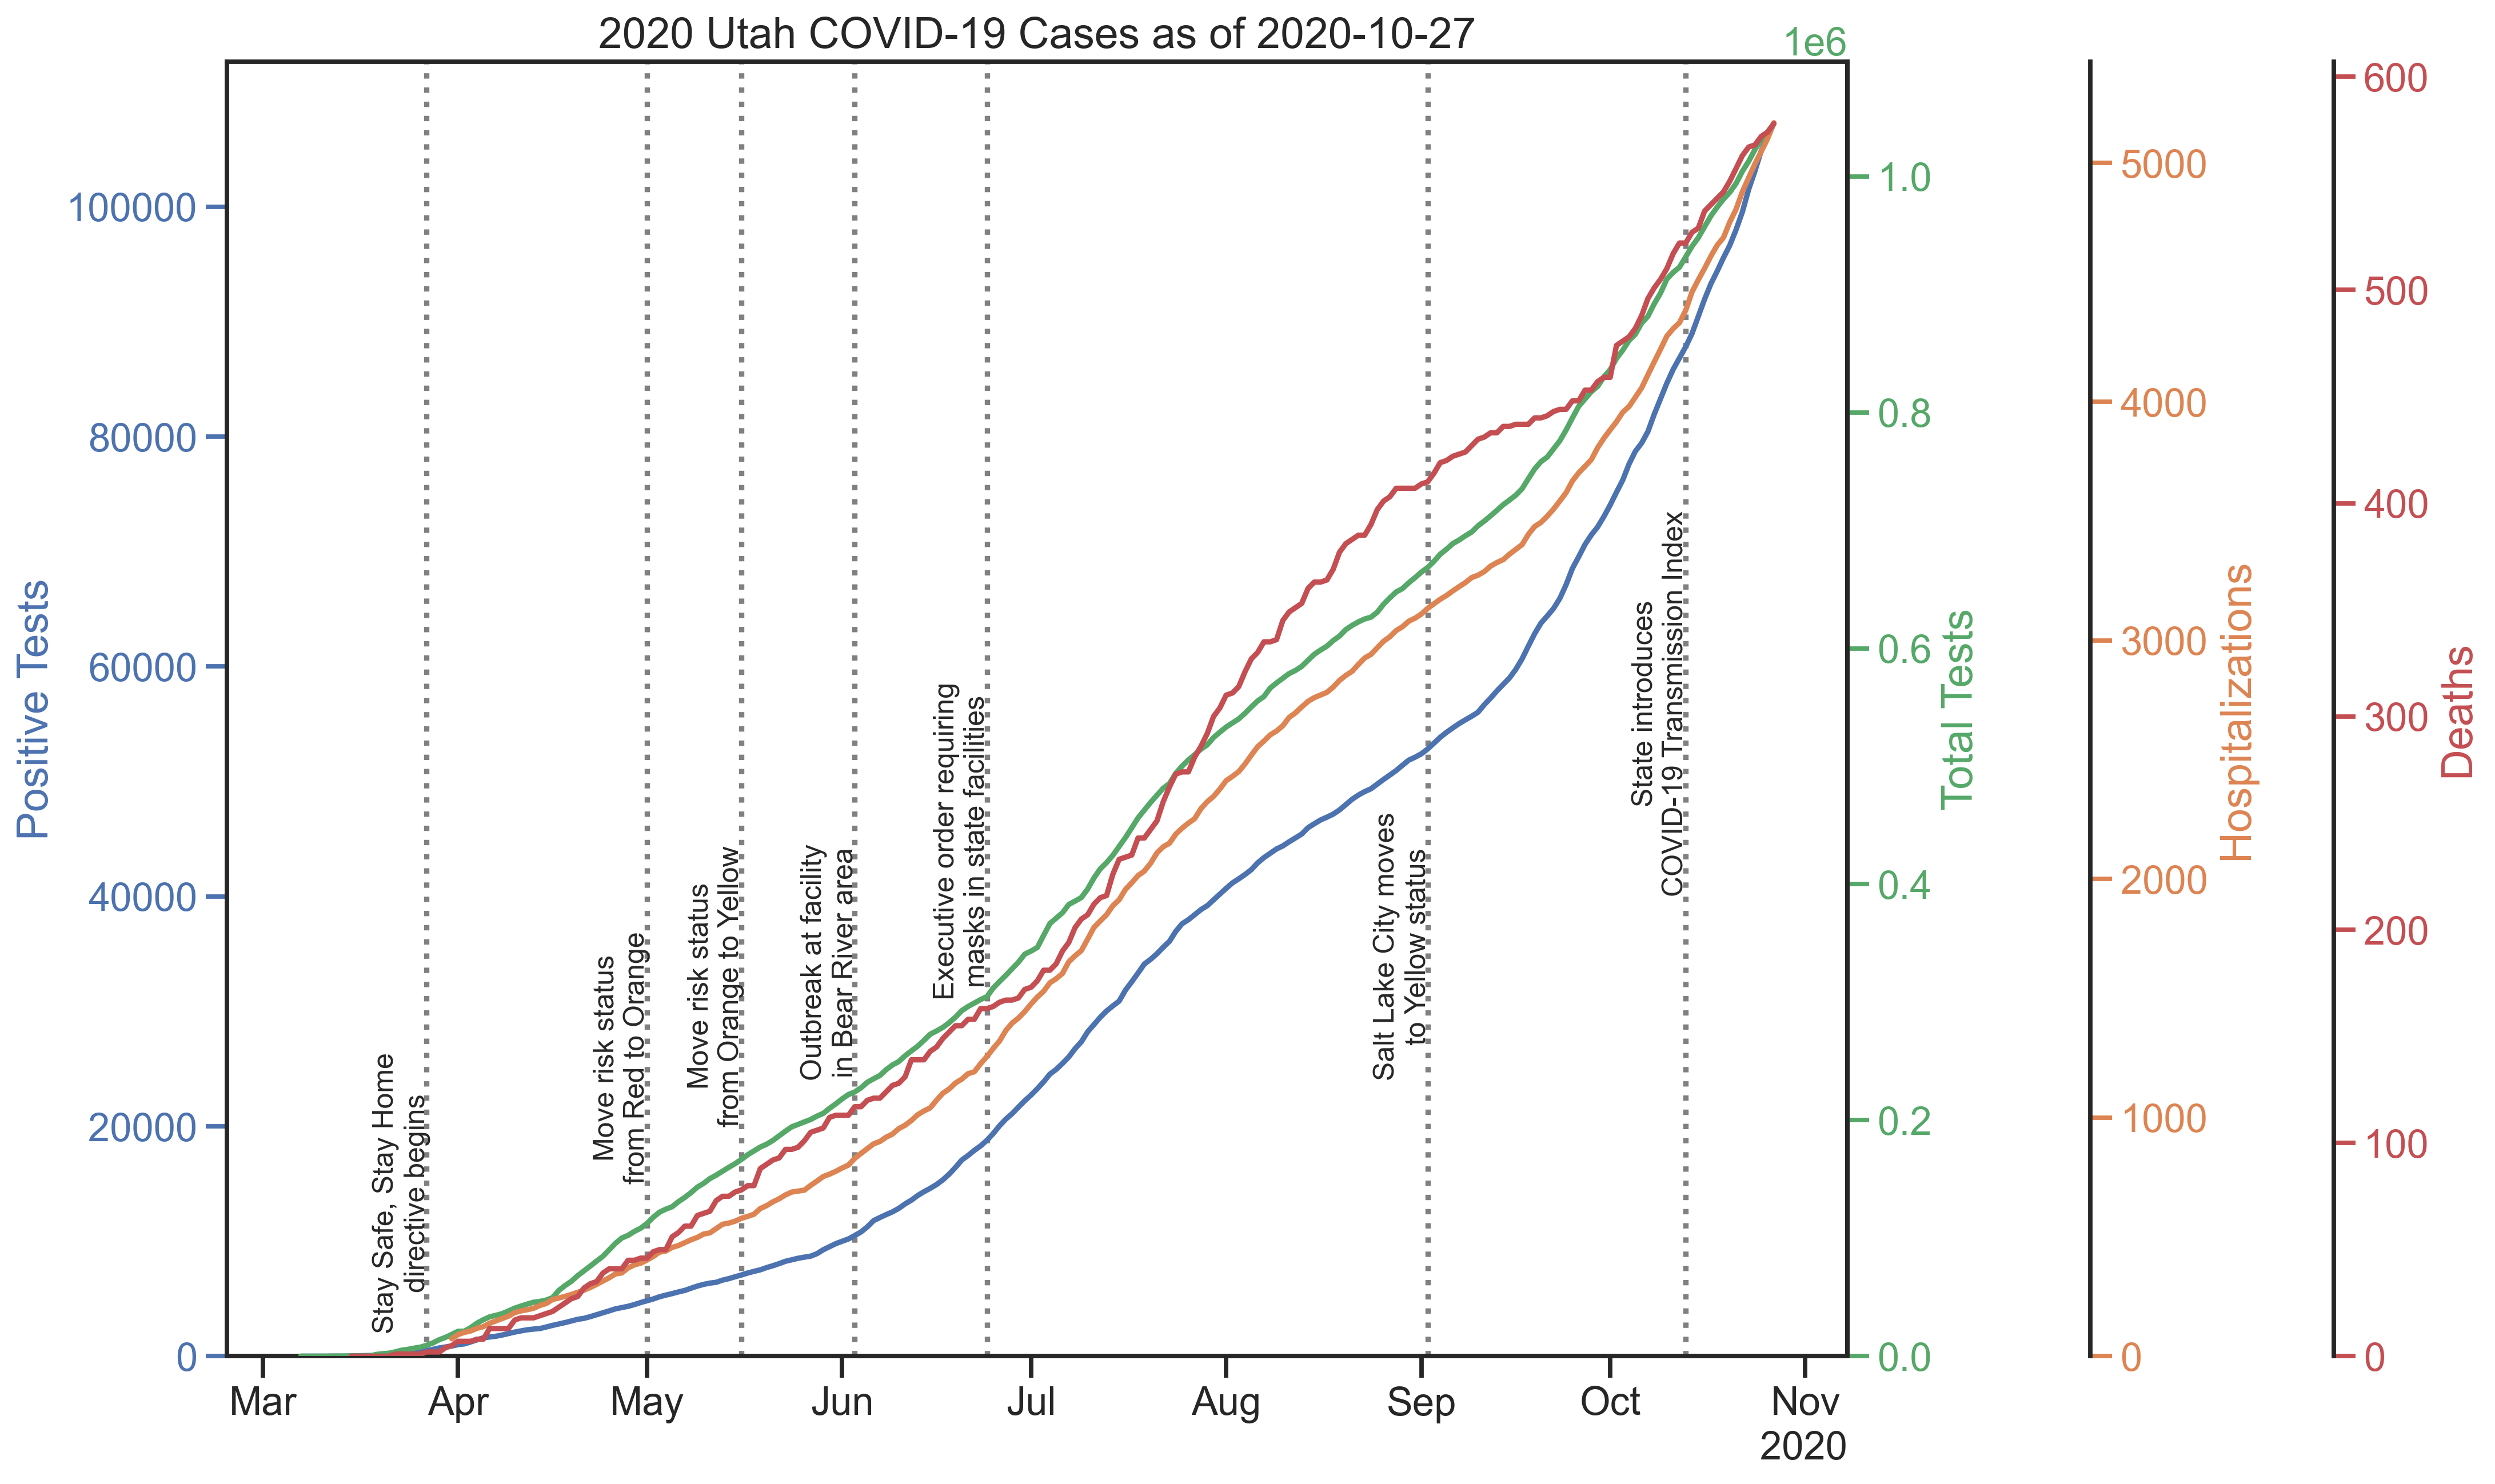 2020 Utah COVID-19 Cases as of 2020-10-27
1e6
Positive Tests
100000
80000
60000
40000
20000
0
Stay Safe, Stay Home
directive begins
Move risk status
from Red to Orange
Move risk status
from Orange to Yellow
Outbreak at facility
in Bear River area
Executive order requiring
masks in state facilities
Salt Lake City moves
to Yellow status
State introduces
COVID-19 Transmission Index
1.0
0.8
0.6
0.4
0.2
0.0
Total Tests
5000
4000
3000
2000
1000
0
Hospitalizations
600
500
400
300
200
100
0
Deaths
Mar
Apr
May
Jun
Jul
Aug
Sep
Oct
Nov
2020